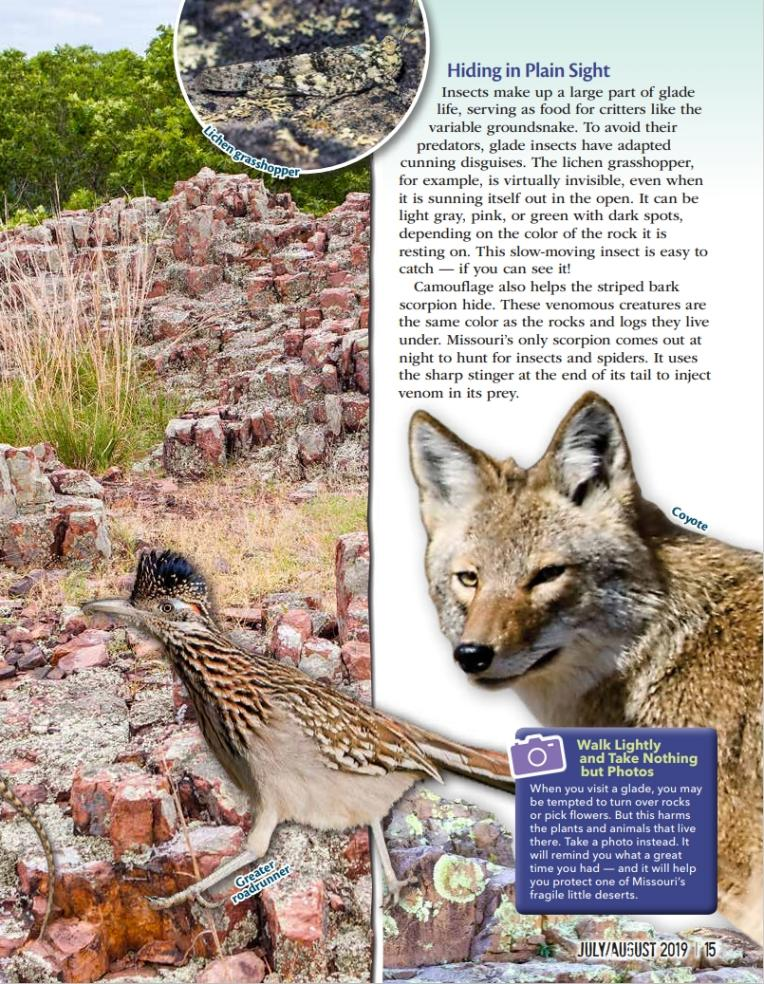 Lichen grasshopper
Hiding in Plain Sight
Insects make up a large part of glade
life, serving as food for critters like the
variable groundsnake. To avoid their
predators, glade insects have adapted
cunning disguises. The lichen grasshopper,
for example, is virtually invisible, even when
it is sunning itself out in the open. It can be
light gray, pink, or green with dark spots,
depending on the color of the rock it is
resting on. This slow-moving insect is easy to
catch — if you can see it!
Camouflage also helps the striped bark
scorpion hide. These venomous creatures are
the same color as the rocks and logs they live
under. Missouri's only scorpion comes out at
night to hunt for insects and spiders. It uses
the sharp stinger at the end of its tail to inject
venom in its prey.
Coyote
Greater
roadrunner
Walk Lightly
and Take Nothing
but Photos
When you visit a glade, you may
be tempted to turn over rocks
or pick flowers. But this harms
the plants and animals that live
there. Take a photo instead. It
will remind you what a great
time you had — and it will help
you protect one of Missouri's
fragile little deserts.
JULY/AUGUST 2019 | 15